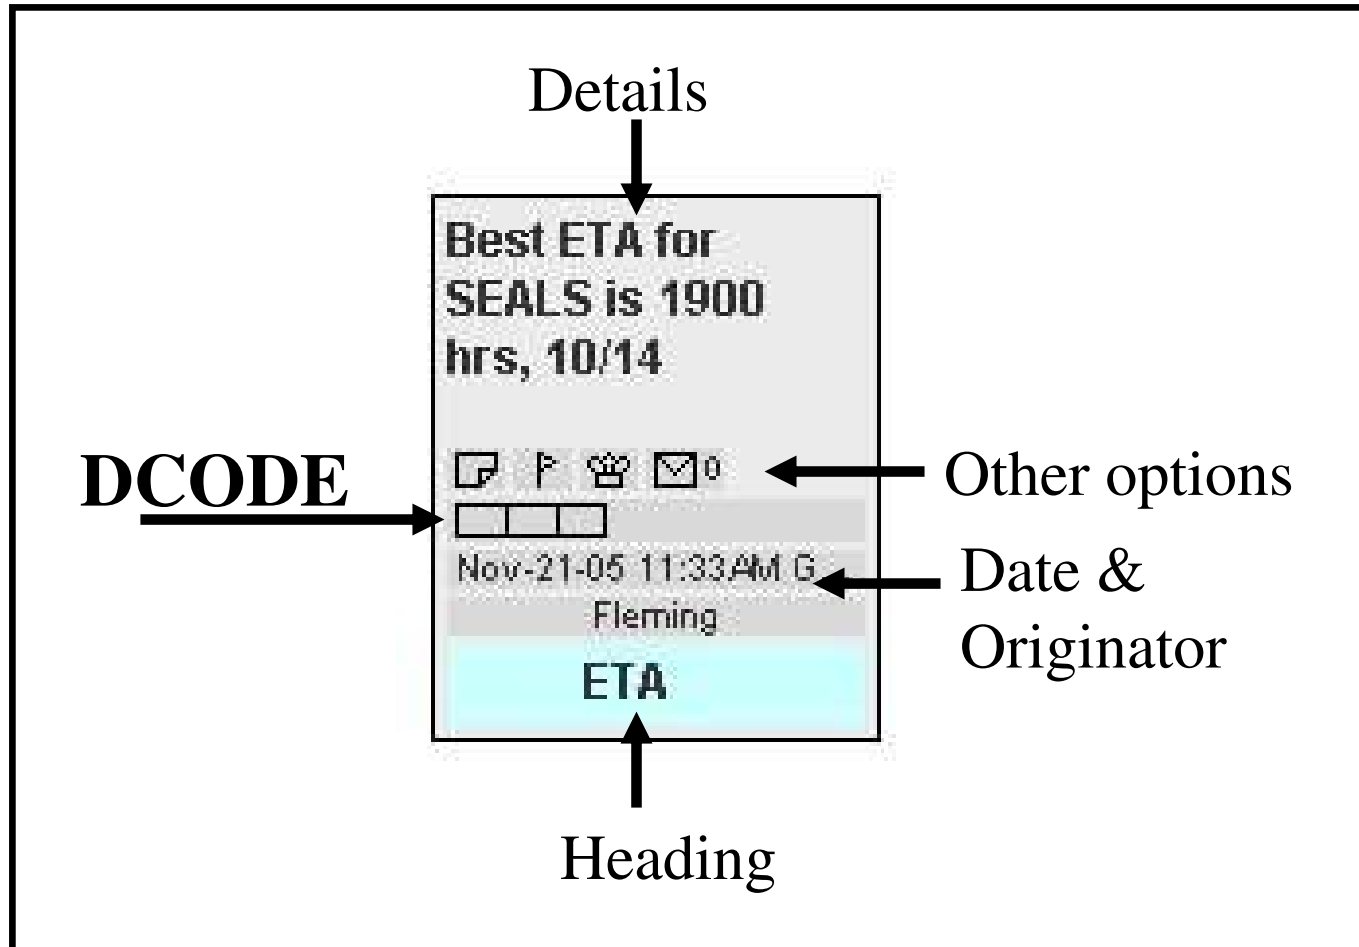 Details
Best ETA for
SEALS is 1900
hrs, 10/14
DCODE
0
Other options
Nov-21-05 11:33AM G.
Fleming
Date &
Originator
ETA
Heading